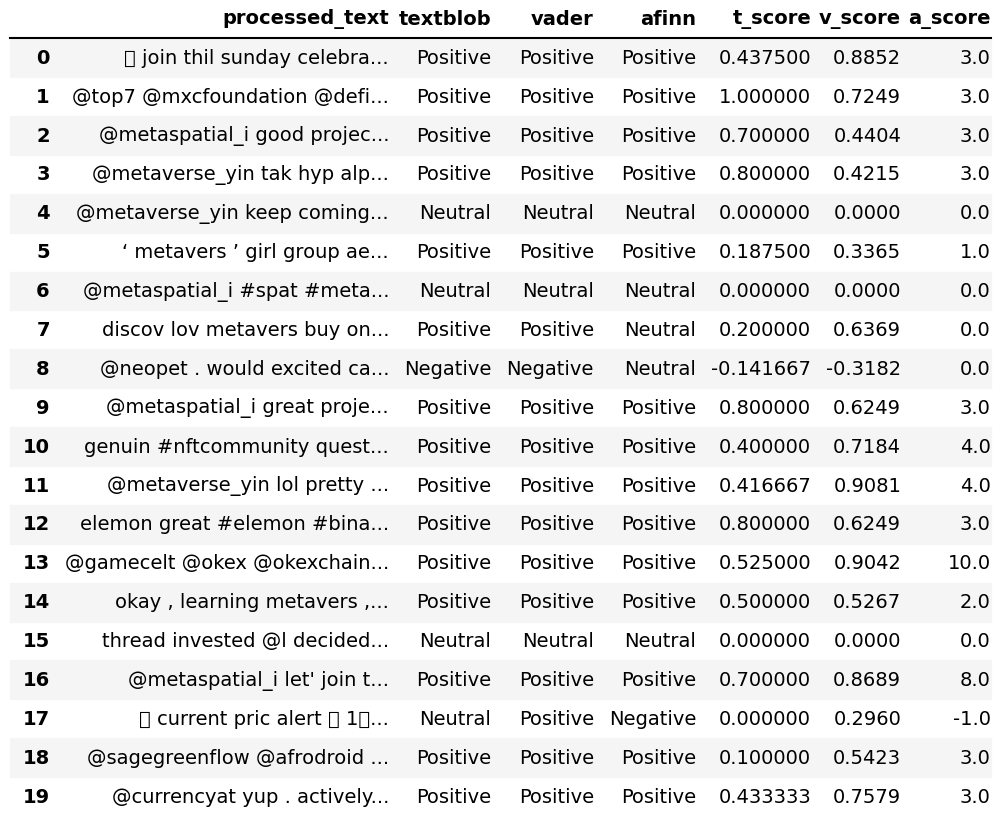 processed_text textblob vader afinn t_score v_score a_score
0 ▯ join thil sunday celebra... Positive Positive Positive 0.437500 0.8852 3.0
1 @top7 @mxcfoundation @defi... Positive Positive Positive 1.000000 0.7249 3.0
2 @metaspatial_i good projec... Positive Positive Positive 0.700000 0.4404 3.0
3 @metaverse_yin tak hyp alp... Positive Positive Positive 0.800000 0.4215 3.0
4 @metaverse_yin keep coming... Neutral Neutral Neutral 0.000000 0.0000 0.0
5 ‘ metavers ’ girl group ae... Positive Positive Positive 0.187500 0.3365 1.0
6 @metaspatial_i #spat #meta... Neutral Neutral Neutral 0.000000 0.0000 0.0
7 discov lov metavers buy on... Positive Positive Neutral 0.200000 0.6369 0.0
8 @neopet . would excited ca... Negative Negative Neutral -0.141667 -0.3182 0.0
9 @metaspatial_i great proje... Positive Positive Positive 0.800000 0.6249 3.0
10 genuin #nftcommunity quest... Positive Positive Positive 0.400000 0.7184 4.0
11 @metaverse_yin lol pretty ... Positive Positive Positive 0.416667 0.9081 4.0
12 elemon great #elemon #bina... Positive Positive Positive 0.800000 0.6249 3.0
13 @gamecelt @okex @okexchain... Positive Positive Positive 0.525000 0.9042 10.0
14 okay , learning metavers ,... Positive Positive Positive 0.500000 0.5267 2.0
15 thread invested @l decided... Neutral Neutral Neutral 0.000000 0.0000 0.0
16 @metaspatial_i let' join t... Positive Positive Positive 0.700000 0.8689 8.0
17 ▯ current pric alert ▯ 1▯... Neutral Positive Negative 0.000000 0.2960 -1.0
18 @sagegreenflow @afrodroid ... Positive Positive Positive 0.100000 0.5423 3.0
19 @currencyat yup . actively... Positive Positive Positive 0.433333 0.7579 3.0